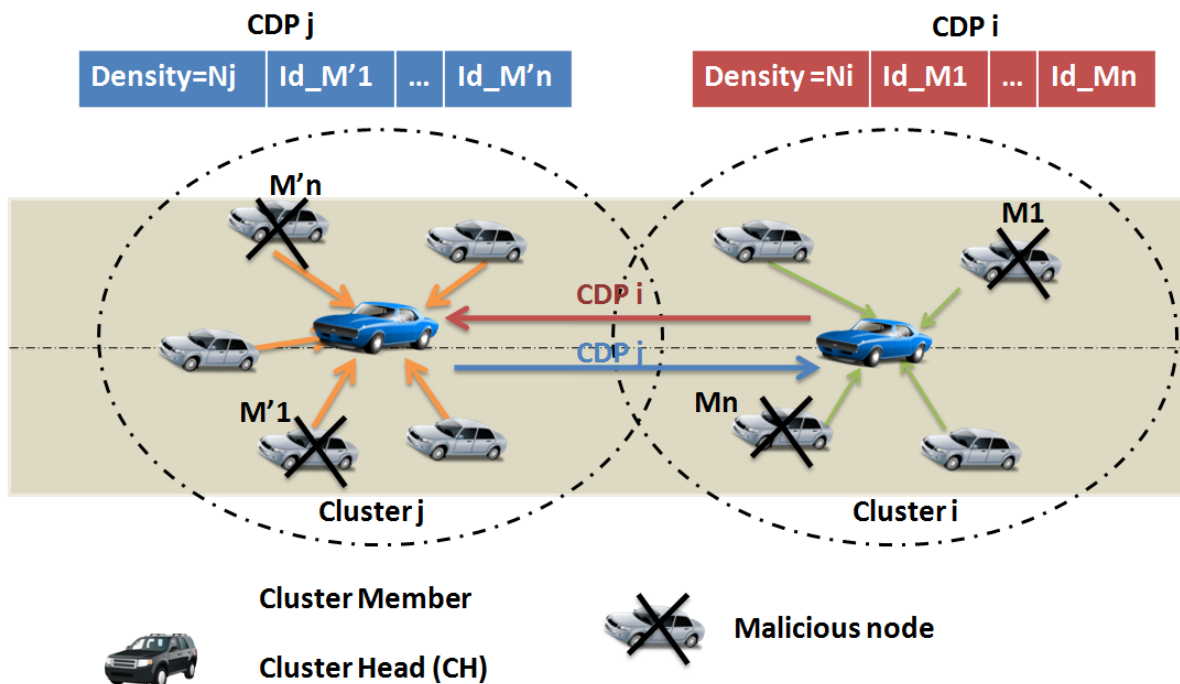 CDP j
CDP i
Density=Nj Id_M'1 ... Id_M'n
Density =Ni Id_M1 ... Id_Mn
M'n
M1
CDP i
CDP j
M'1
Mn
Cluster j
Cluster i
Cluster Member
Malicious node
Cluster Head (CH)